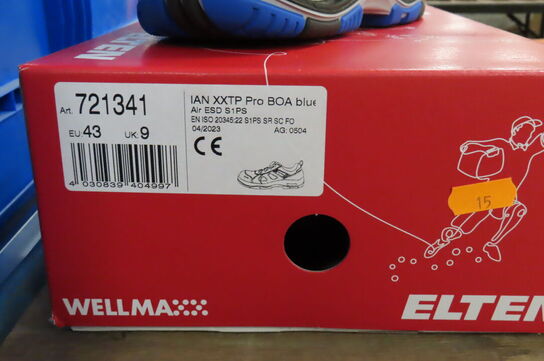 ELTEN
Art. 721341
EU: 43 UK: 9
4 030839 404997
IAN XXTP Pro BOA blue
Air ESD S1PS
EN ISO 20345:22 S1PS SR SC FO
04/2023 AG: 0504
CE
15
WELLMAXX
ELTEN